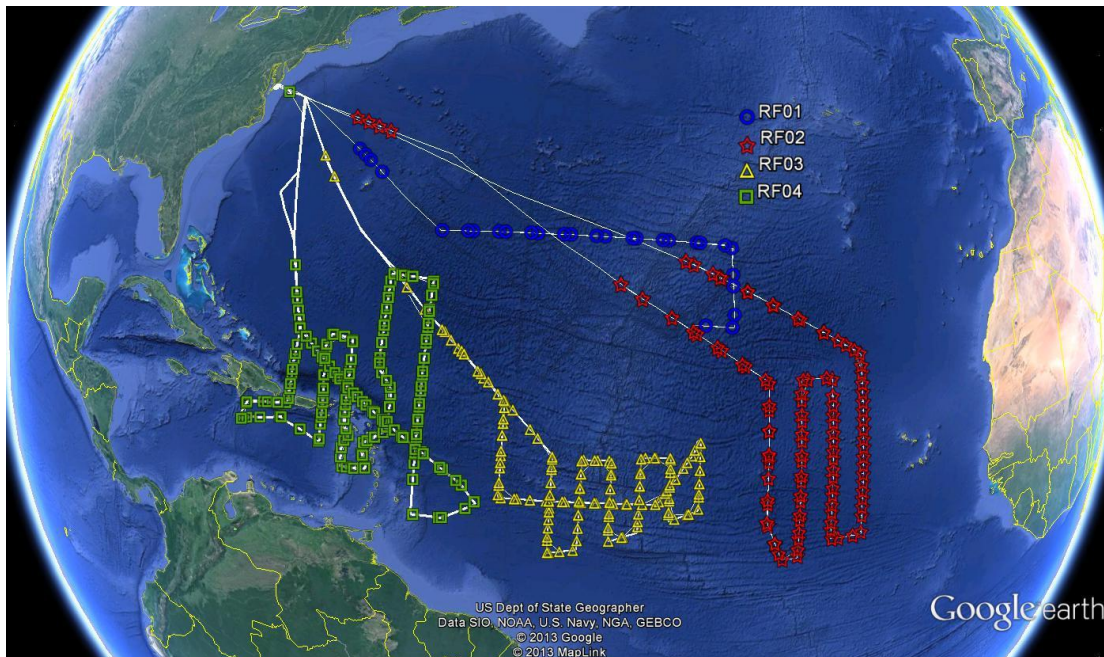 RF01
RF02
RF03
RF04
US Dept of State Geographer
Data SIO, NOAA, U.S. Navy, NGA, GEBCO
© 2013 Google
© 2013 MapLink
Google earth